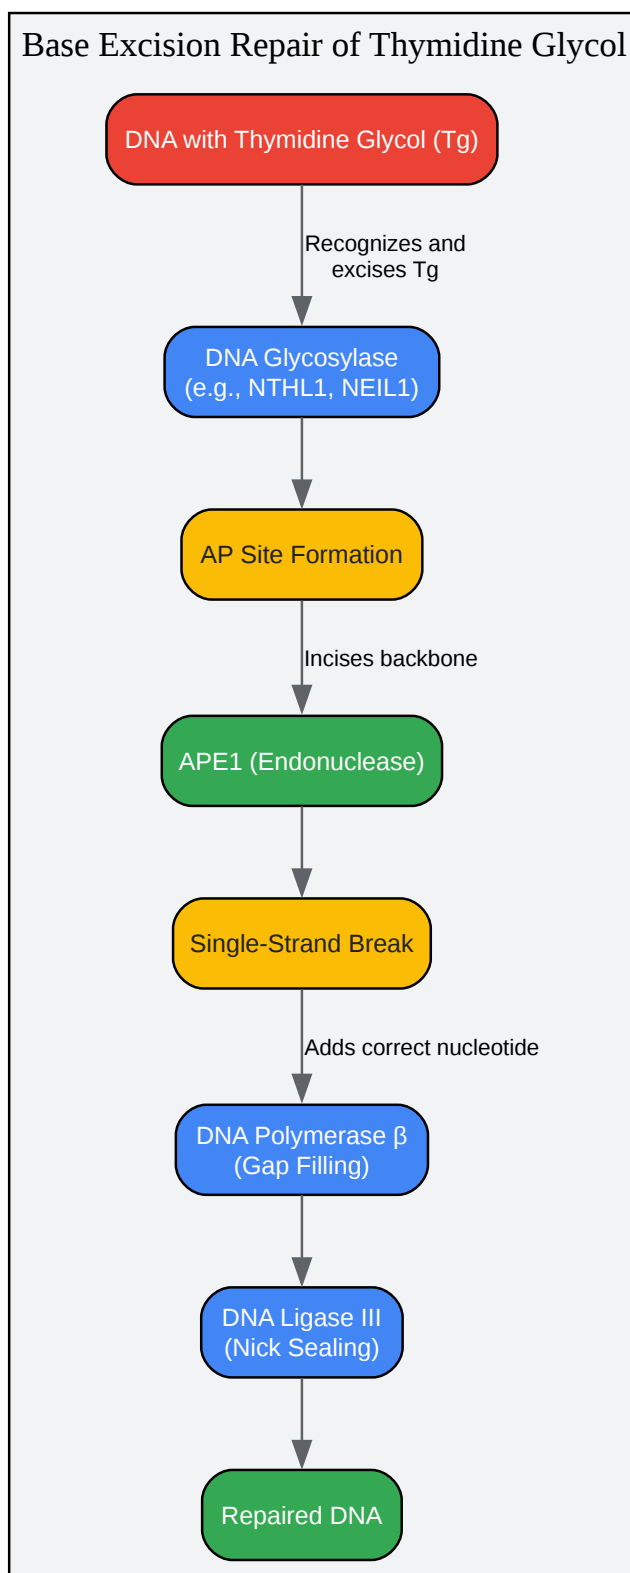 Base Excision Repair of Thymidine Glycol
DNA with Thymidine Glycol (Tg)
Recognizes and
excises Tg
DNA Glycosylase
(e.g., NTHL1, NEIL1)
AP Site Formation
Incises backbone
APE1 (Endonuclease)
Single-Strand Break
Adds correct nucleotide
DNA Polymerase β
(Gap Filling)
DNA Ligase III
(Nick Sealing)
Repaired DNA